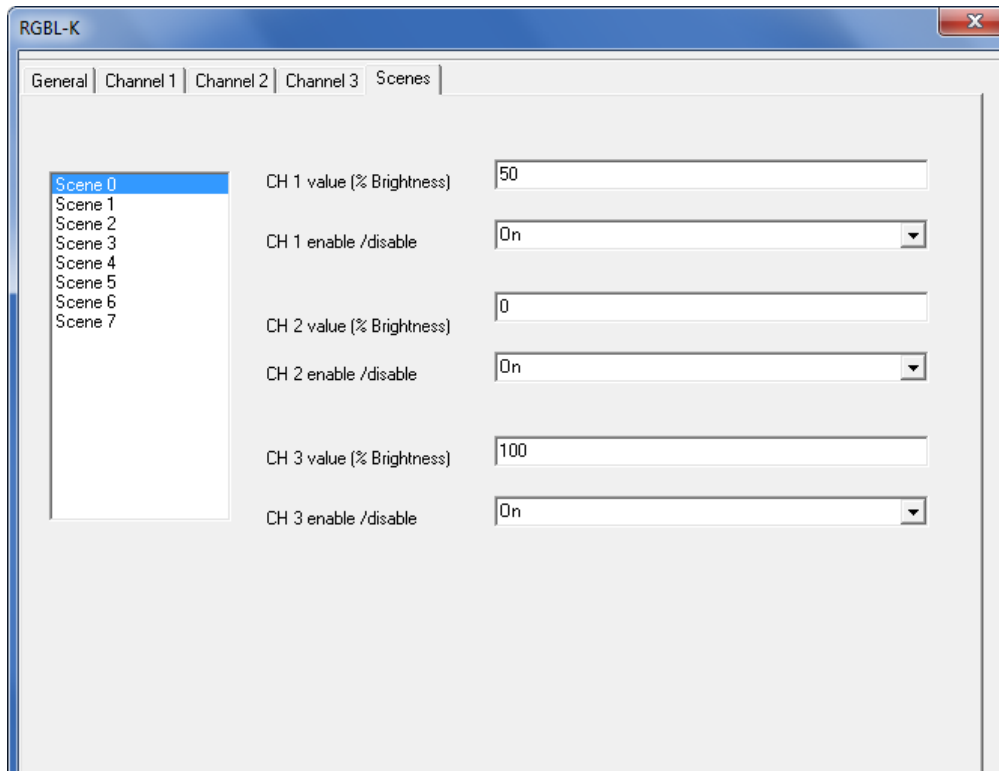 RGBL-K
General Channel 1 Channel 2 Channel 3 Scenes
Scene 0
Scene 1
Scene 2
Scene 3
Scene 4
Scene 5
Scene 6
Scene 7
CH 1 value (% Brightness) 50
CH 1 enable /disable On
CH 2 value (% Brightness) 0
CH 2 enable /disable On
CH 3 value (% Brightness) 100
CH 3 enable /disable On